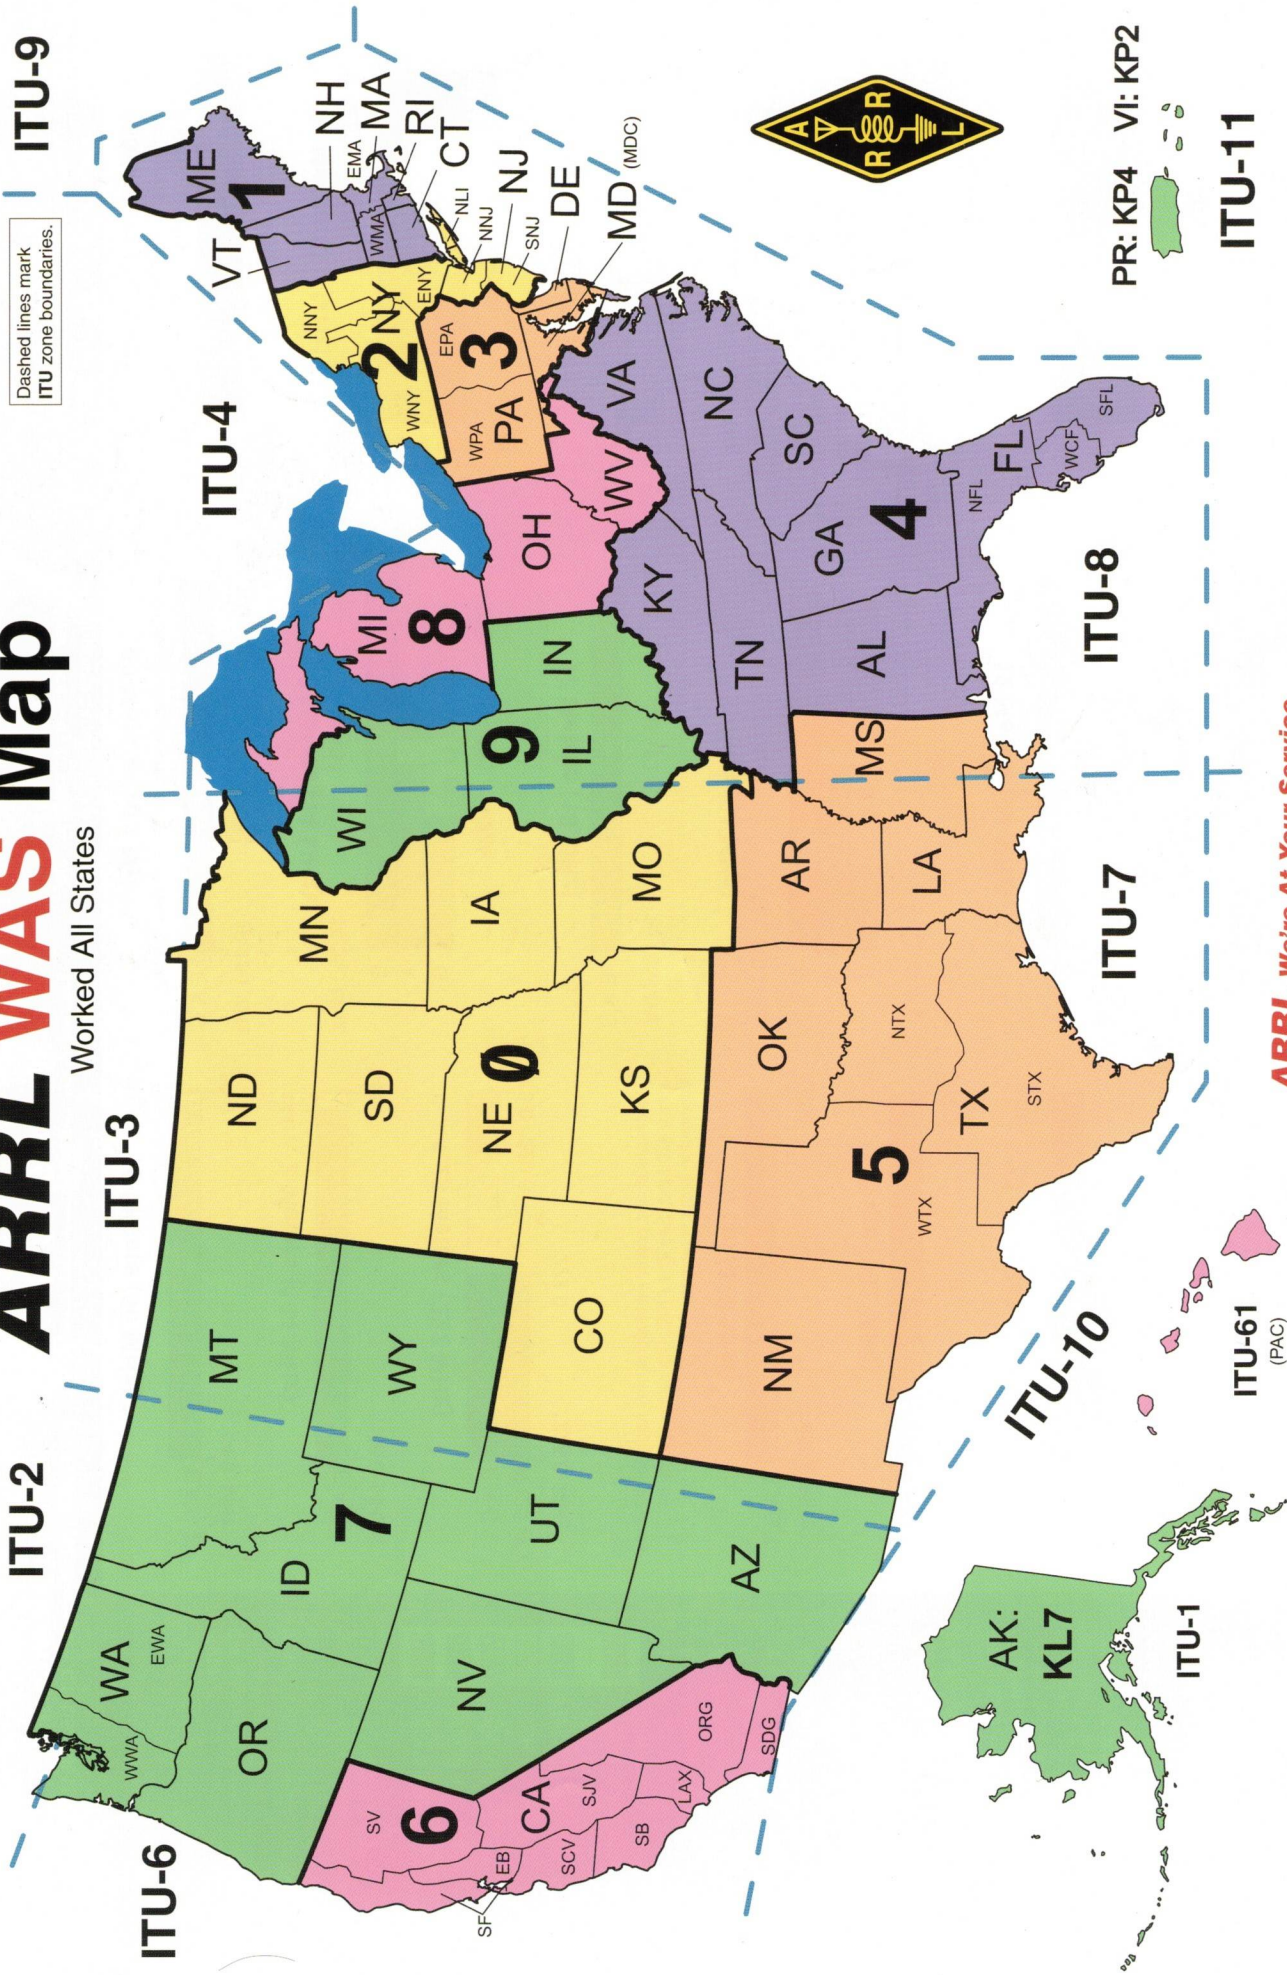 ARRL WAS Map
Worked All States
Dashed lines mark
ITU zone boundaries.
ITU-2
ITU-3
ITU-4
ITU-9
ITU-6
WA
EWA
WWA
OR
ID
7
MT
WY
NV
UT
AZ
6
CA
SV
SF
EB
SCV
SJV
SB
LAX
ORG
SDG
ND
SD
NE
Ø
KS
CO
MN
IA
MO
NM
OK
AR
LA
MS
5
TX
WTX
NTX
STX
WI
9
IL
IN
MI
8
OH
WV
KY
TN
VA
NC
SC
GA
AL
4
FL
NFL
WCF
SFL
3
PA
WPA
EPA
2
NY
WNY
NNY
ENY
NLI
NNJ
NJ
SNJ
DE
MD (MDC)
ME
1
VT
NH
EMA
MA
WMA
RI
CT
A
R R
L
ITU-10
ITU-7
ITU-8
AK:
KL7
ITU-1
ITU-61
(PAC)
PR: KP4 VI: KP2
ITU-11
ARRL We're At Your Service